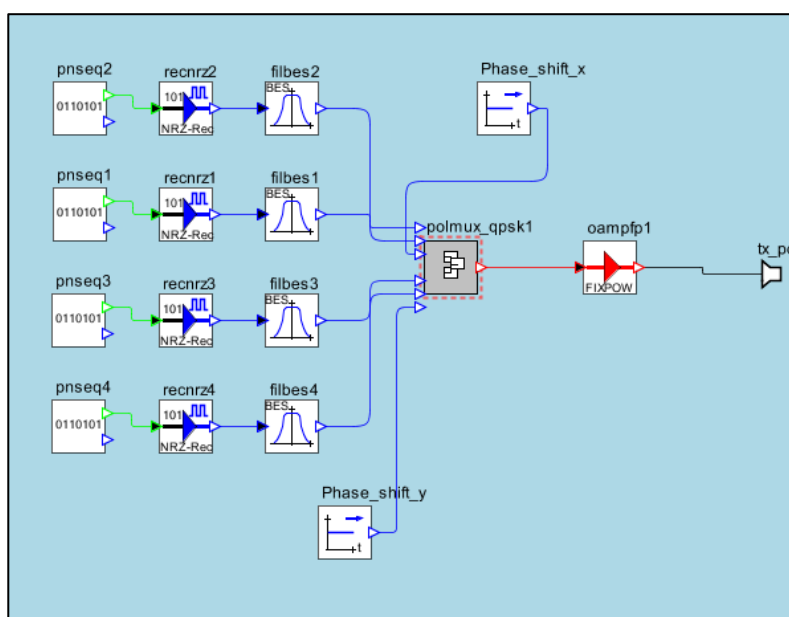 pnseq2 recnrz2 filbes2 Phase_shift_x
0110101 101 NRZ-Rec BES t
pnseq1 recnrz1 filbes1
0110101 101 NRZ-Rec BES
polmux_qpsk1 oampfp1 tx_po
FIXPOW
pnseq3 recnrz3 filbes3
0110101 101 NRZ-Rec BES
pnseq4 recnrz4 filbes4
0110101 101 NRZ-Rec BES
Phase_shift_y
t